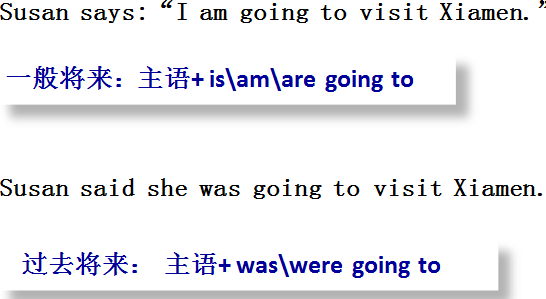 Susan says:“I am going to visit Xiamen.”
一般将来：主语+ is\am\are going to
Susan said she was going to visit Xiamen.
过去将来： 主语+ was\were going to